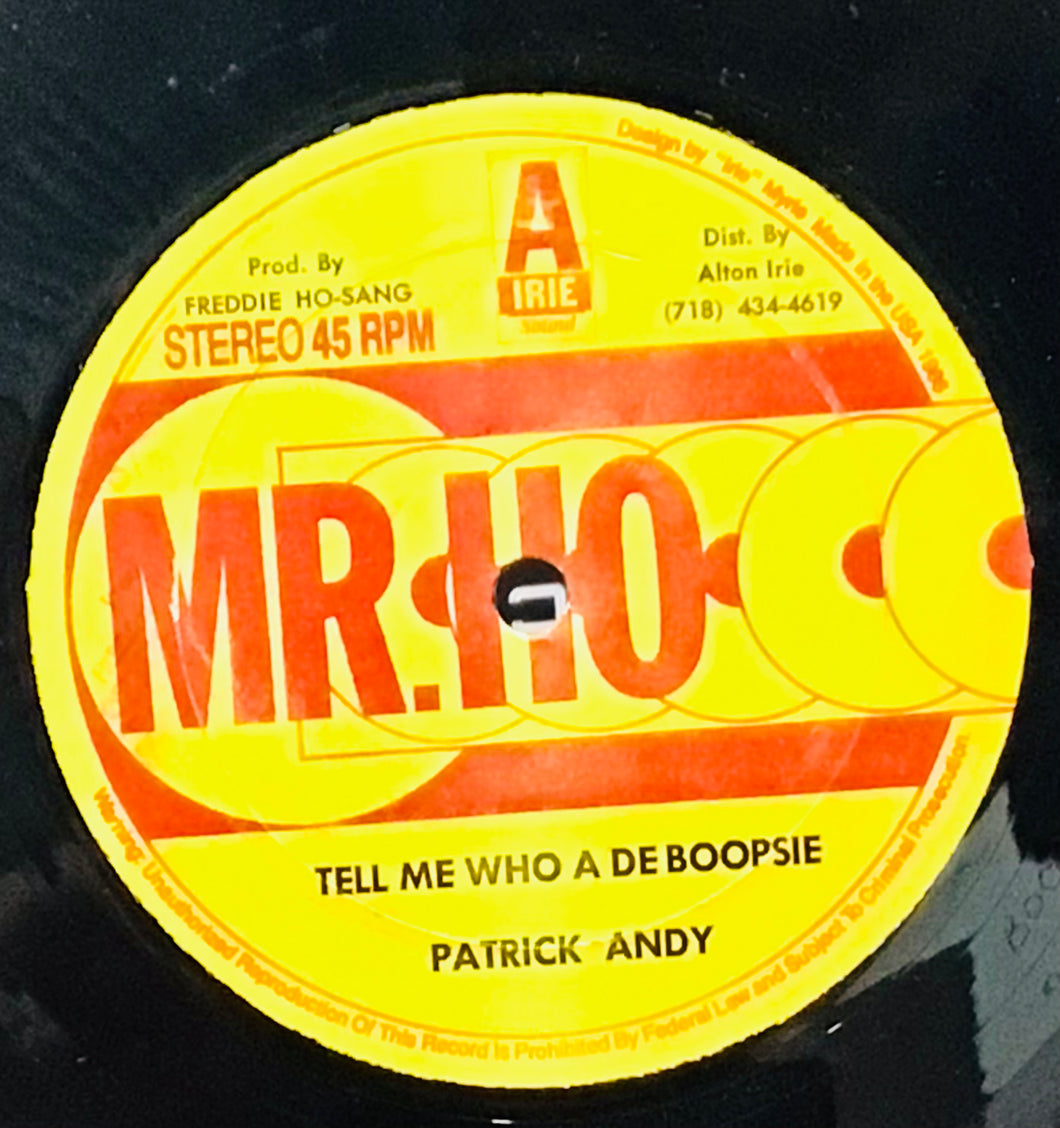 A
IRIE
Sound
Prod. By
FREDDIE HO-SANG
STEREO 45 RPM
Dist. By
Alton Irie
(718) 434-4619
Design by "Irie" Myrie Made in the USA
MR.HO
TELL ME WHO A DE BOOPSIE
PATRICK ANDY
Warning: Unauthorized Reproduction Of This Record Is Prohibited By Federal Law and Subject To Criminal Prosecution.